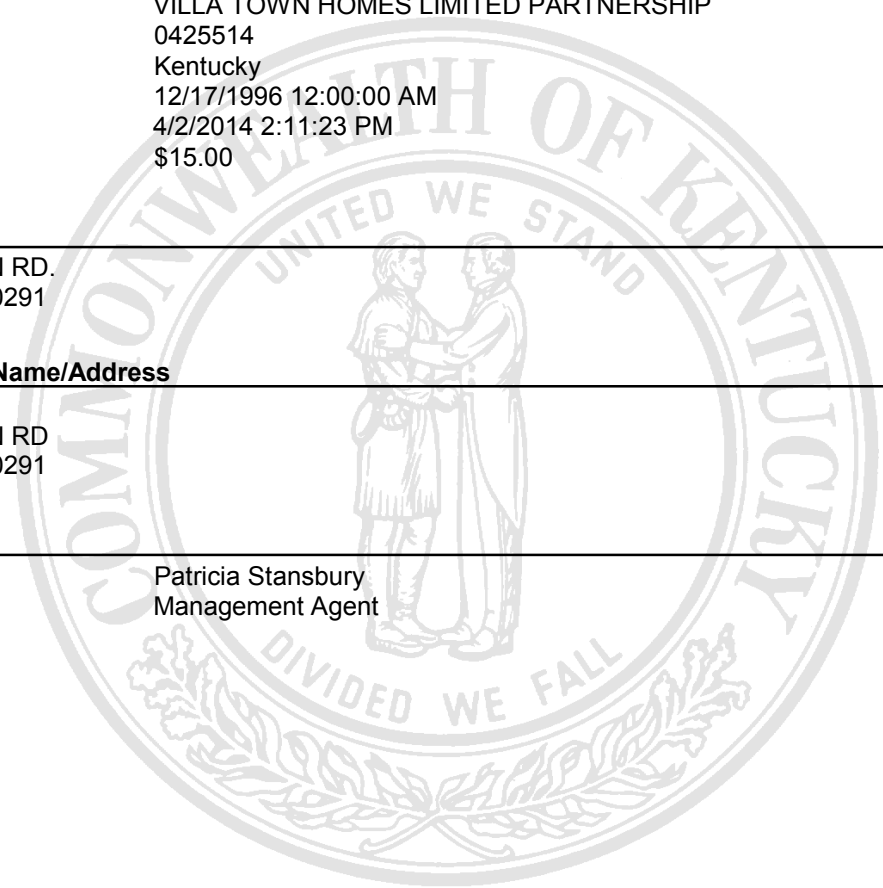 VILLA TOWN HOMES LIMITED PARTNERSHIP
0425514
Kentucky
12/17/1996 12:00:00 AM
4/2/2014 2:11:23 PM
$15.00
RD.
0291
Name/Address
RD
0291
Patricia Stansbury
Management Agent
COMMONWEALTH OF KENTUCKY
UNITED WE STAND
DIVIDED WE FALL